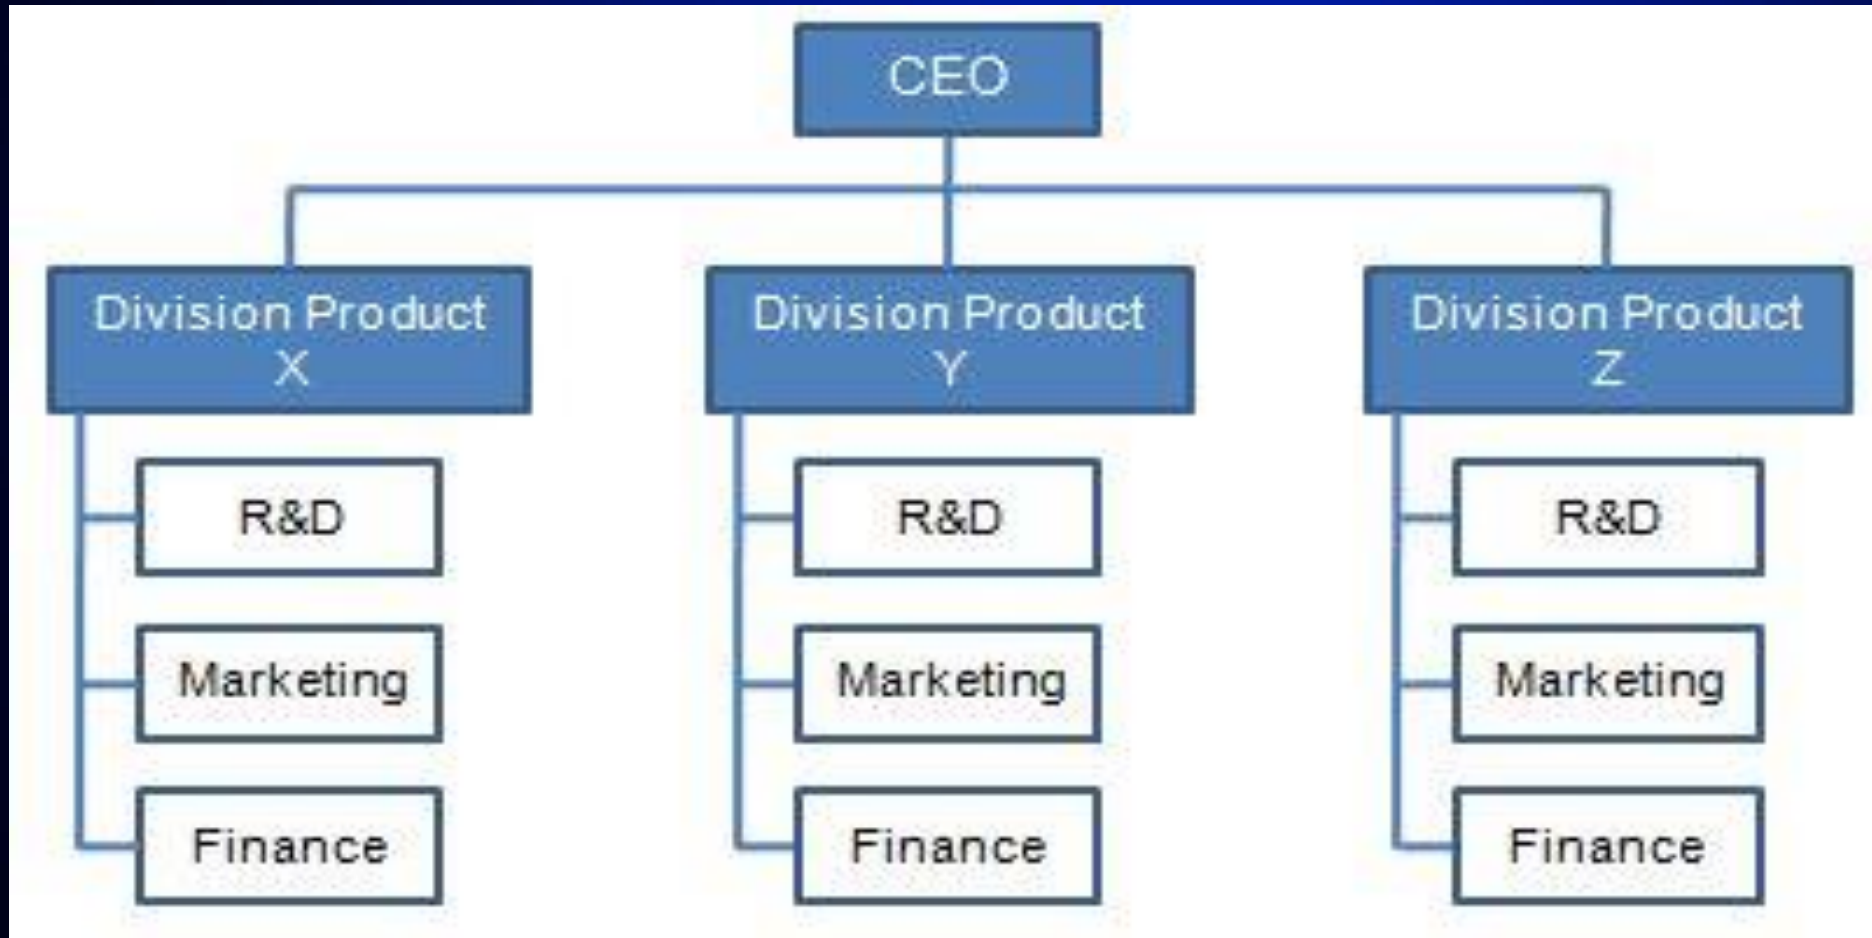 CEO
Division Product
X
Division Product
Y
Division Product
Z
R&D
R&D
R&D
Marketing
Marketing
Marketing
Finance
Finance
Finance